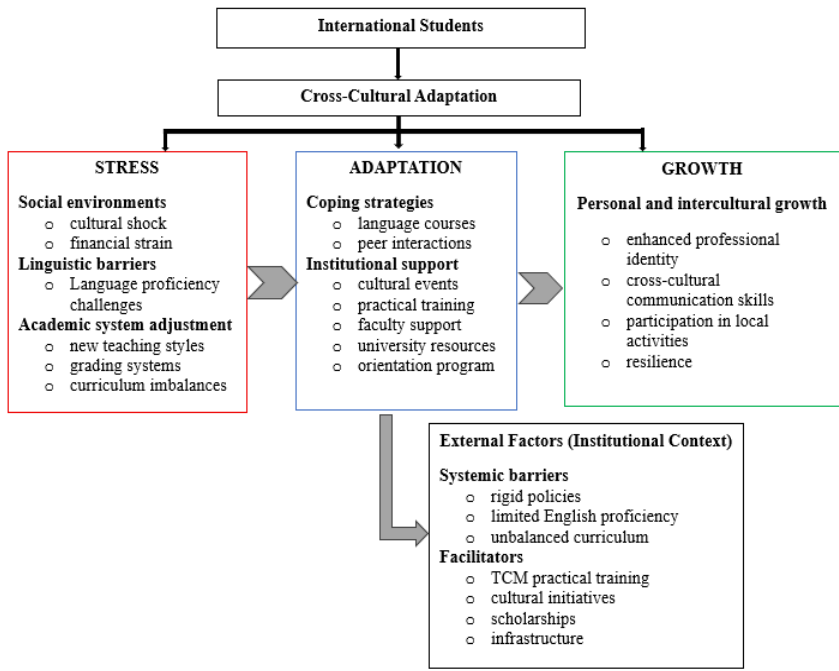 International Students
Cross-Cultural Adaptation
STRESS
Social environments
o cultural shock
o financial strain
Linguistic barriers
o Language proficiency
challenges
Academic system adjustment
o new teaching styles
o grading systems
o curriculum imbalances
ADAPTATION
Coping strategies
o language courses
o peer interactions
Institutional support
o cultural events
o practical training
o faculty support
o university resources
o orientation program
GROWTH
Personal and intercultural growth
o enhanced professional
identity
o cross-cultural
communication skills
o participation in local
activities
o resilience
External Factors (Institutional Context)
Systemic barriers
o rigid policies
o limited English proficiency
o unbalanced curriculum
Facilitators
o TCM practical training
o cultural initiatives
o scholarships
o infrastructure